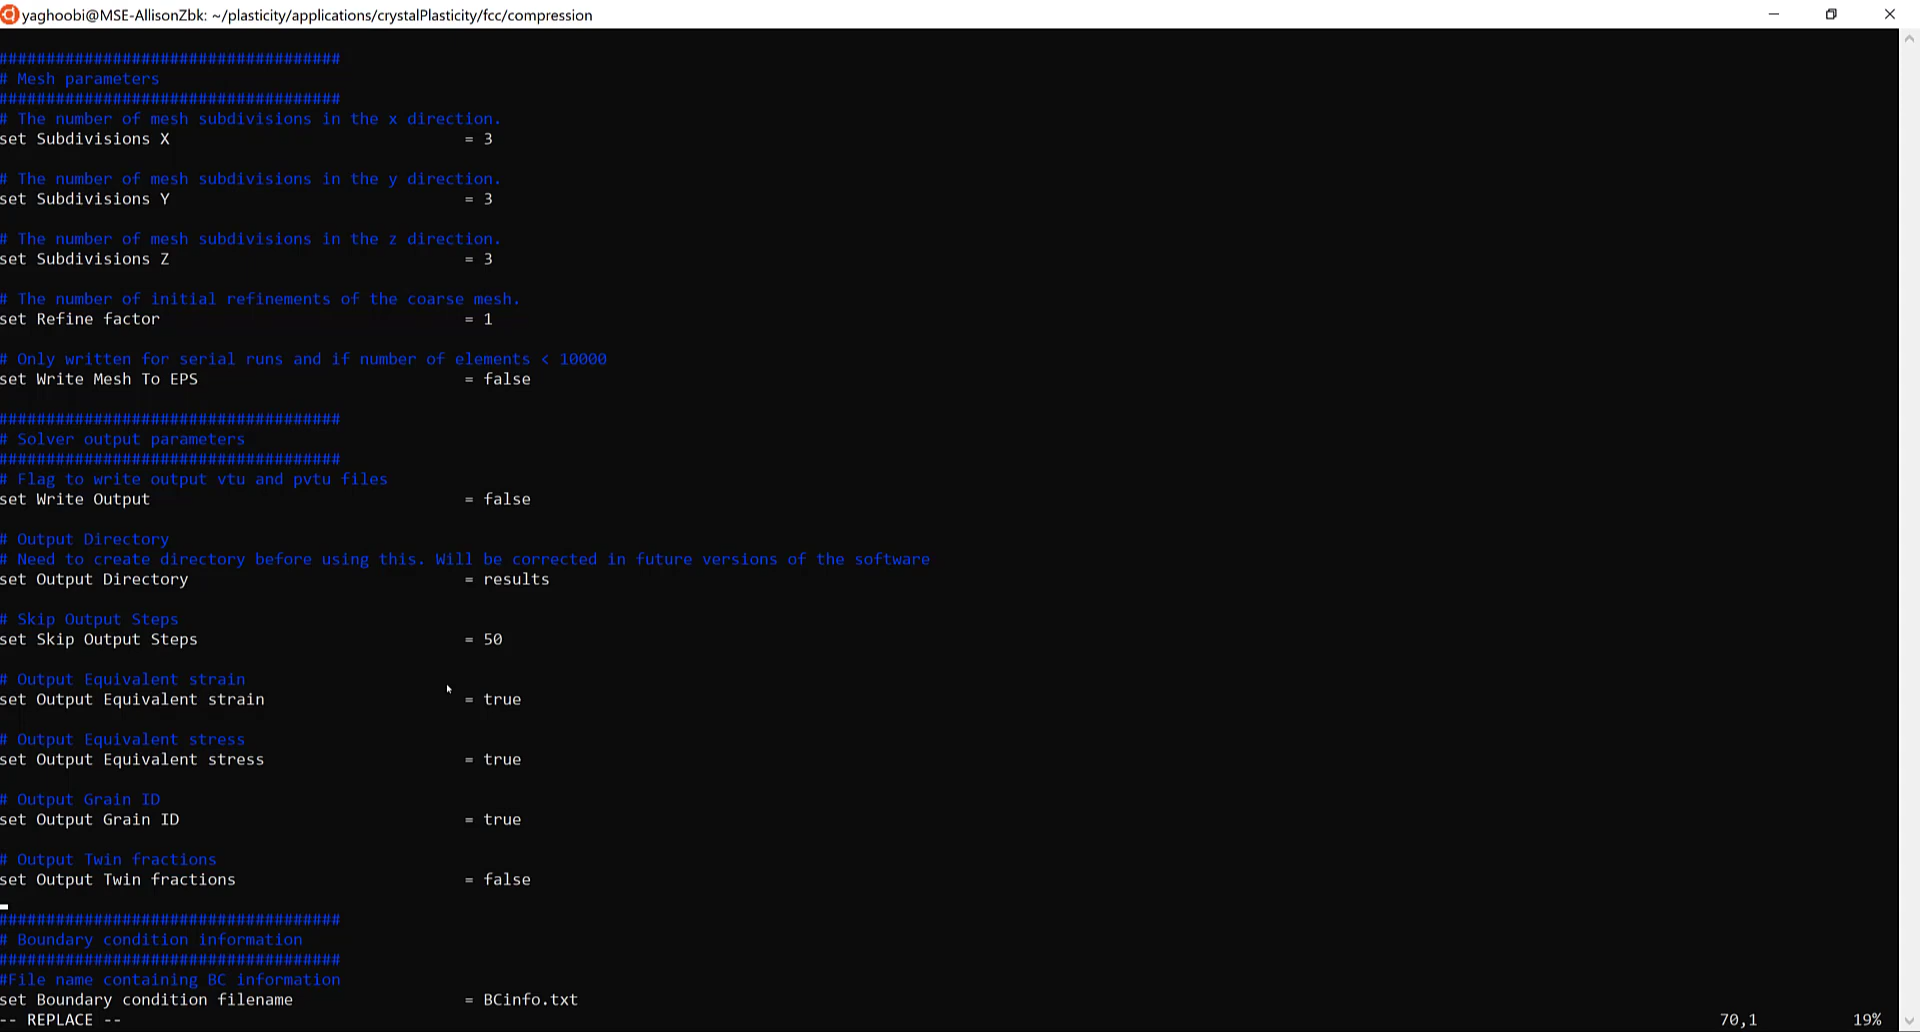 yaghoobi@MSE-AllisonZbk: ~/plasticity/applications/crystalPlasticity/fcc/compression
####################################
# Mesh parameters
####################################
# The number of mesh subdivisions in the x direction.
set Subdivisions X = 3
# The number of mesh subdivisions in the y direction.
set Subdivisions Y = 3
# The number of mesh subdivisions in the z direction.
set Subdivisions Z = 3
# The number of initial refinements of the coarse mesh.
set Refine factor = 1
# Only written for serial runs and if number of elements < 10000
set Write Mesh To EPS = false
####################################
# Solver output parameters
####################################
# Flag to write output vtu and pvtu files
set Write Output = false
# Output Directory
# Need to create directory before using this. Will be corrected in future versions of the software
set Output Directory = results
# Skip Output Steps
set Skip Output Steps = 50
# Output Equivalent strain
set Output Equivalent strain = true
# Output Equivalent stress
set Output Equivalent stress = true
# Output Grain ID
set Output Grain ID = true
# Output Twin fractions
set Output Twin fractions = false
####################################
# Boundary condition information
####################################
#File name containing BC information
set Boundary condition filename = BCinfo.txt
-- REPLACE -- 70,1 19%